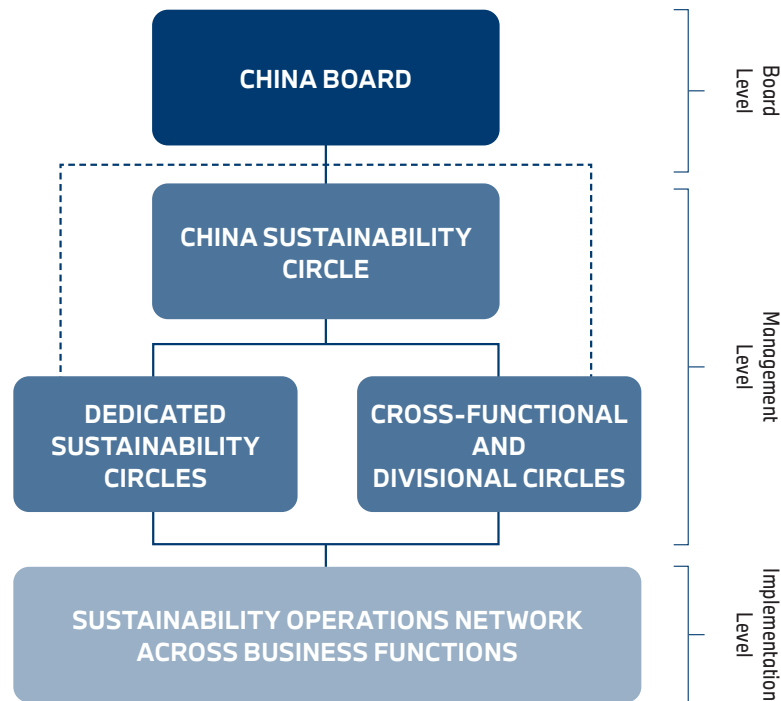 CHINA BOARD
Board
Level
CHINA SUSTAINABILITY
CIRCLE
Management
Level
DEDICATED
SUSTAINABILITY
CIRCLES
CROSS-FUNCTIONAL
AND
DIVISIONAL CIRCLES
SUSTAINABILITY OPERATIONS NETWORK
ACROSS BUSINESS FUNCTIONS
Implementation
Level